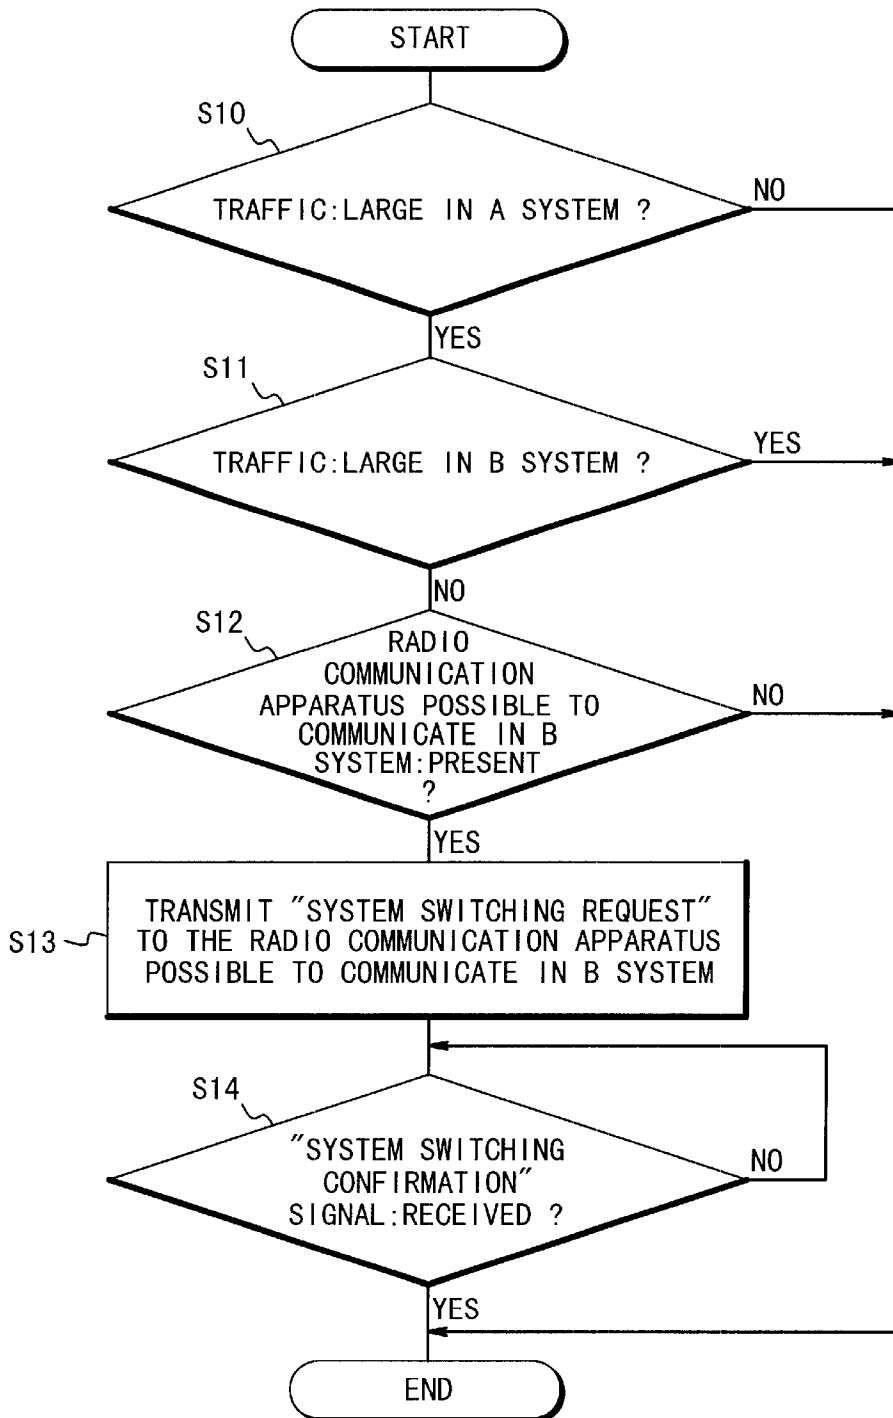 START
S10
TRAFFIC:LARGE IN A SYSTEM ?
NO
YES
S11
TRAFFIC:LARGE IN B SYSTEM ?
YES
NO
S12
RADIO
COMMUNICATION
APPARATUS POSSIBLE TO
COMMUNICATE IN B
SYSTEM:PRESENT
?
NO
YES
S13
TRANSMIT "SYSTEM SWITCHING REQUEST"
TO THE RADIO COMMUNICATION APPARATUS
POSSIBLE TO COMMUNICATE IN B SYSTEM
S14
"SYSTEM SWITCHING
CONFIRMATION"
SIGNAL:RECEIVED ?
NO
YES
END